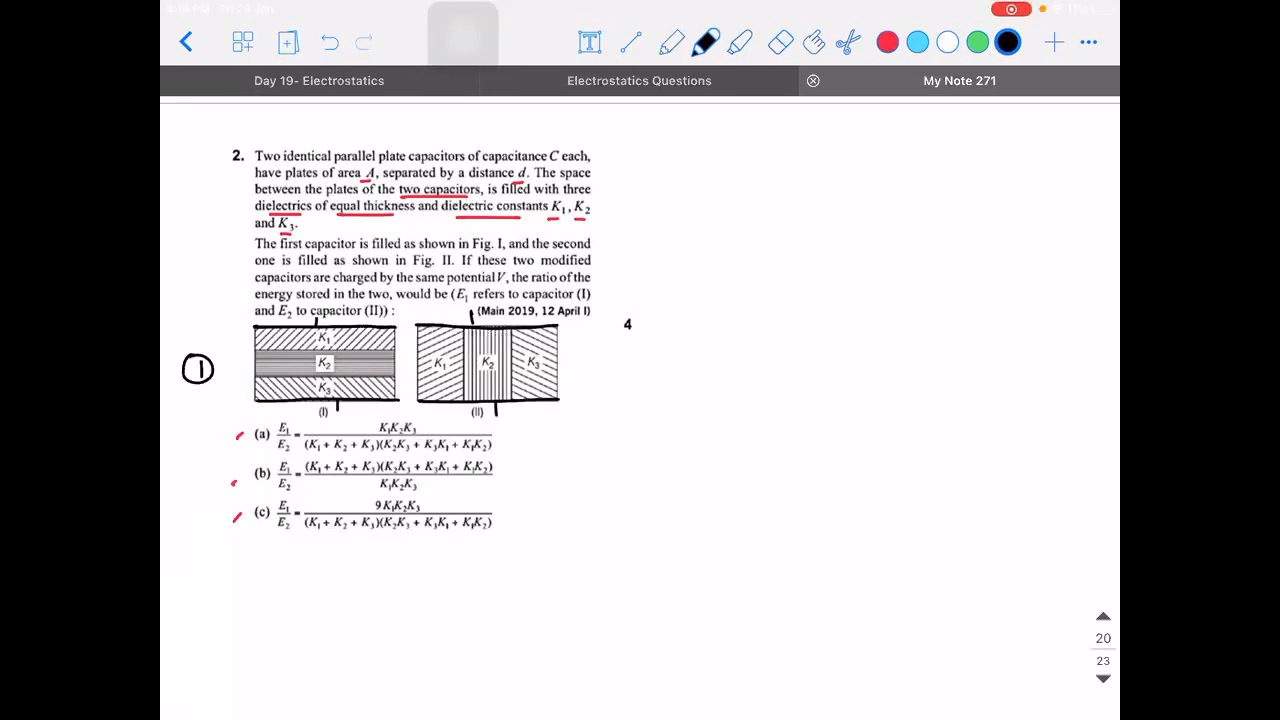 Day 19- Electrostatics
Electrostatics Questions
My Note 271
2. Two identical parallel plate capacitors of capacitance C each,
have plates of area A, separated by a distance d. The space
between the plates of the two capacitors, is filled with three
dielectrics of equal thickness and dielectric constants K₁, K₂
and K₃.
The first capacitor is filled as shown in Fig. I, and the second
one is filled as shown in Fig. II. If these two modified
capacitors are charged by the same potential V, the ratio of the
energy stored in the two, would be (E₁ refers to capacitor (I)
and E₂ to capacitor (II)) :
(Main 2019, 12 April I)
4
K₁
K₂
K₃
K₁
K₂
K₃
1
(I)
(II)
(a) E₁/E₂ = K₁K₂K₃/(K₁ + K₂ + K₃)(K₂K₃ + K₃K₁ + K₁K₂)
(b) E₁/E₂ = (K₁ + K₂ + K₃)(K₂K₃ + K₃K₁ + K₁K₂)/K₁K₂K₃
(c) E₁/E₂ = 9 K₁K₂K₃/(K₁ + K₂ + K₃)(K₂K₃ + K₃K₁ + K₁K₂)
20
23